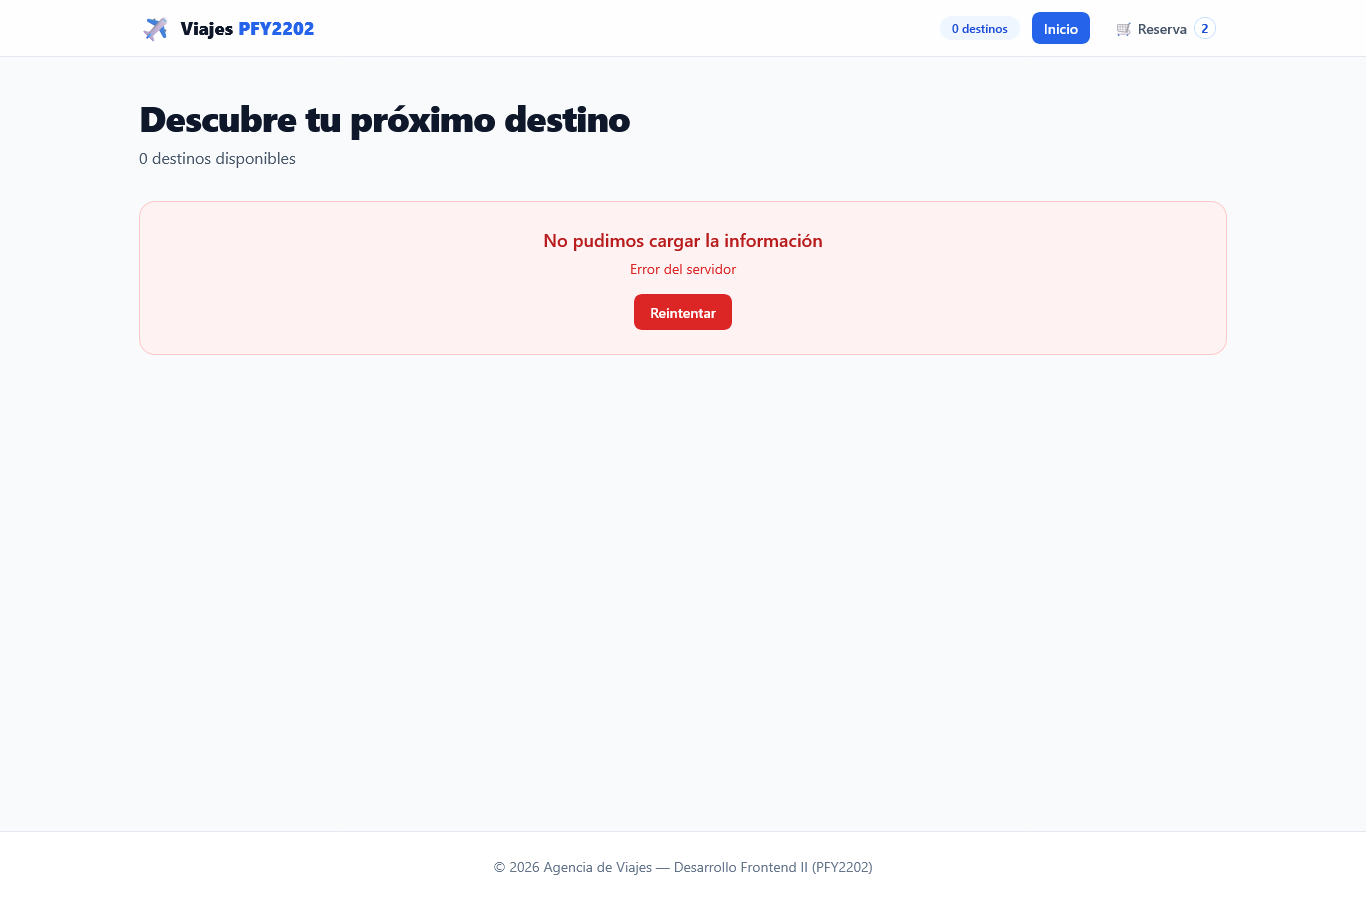 Viajes PFY2202
0 destinos
Inicio
Reserva 2
Descubre tu próximo destino
0 destinos disponibles
No pudimos cargar la información
Error del servidor
Reintentar
© 2026 Agencia de Viajes — Desarrollo Frontend II (PFY2202)